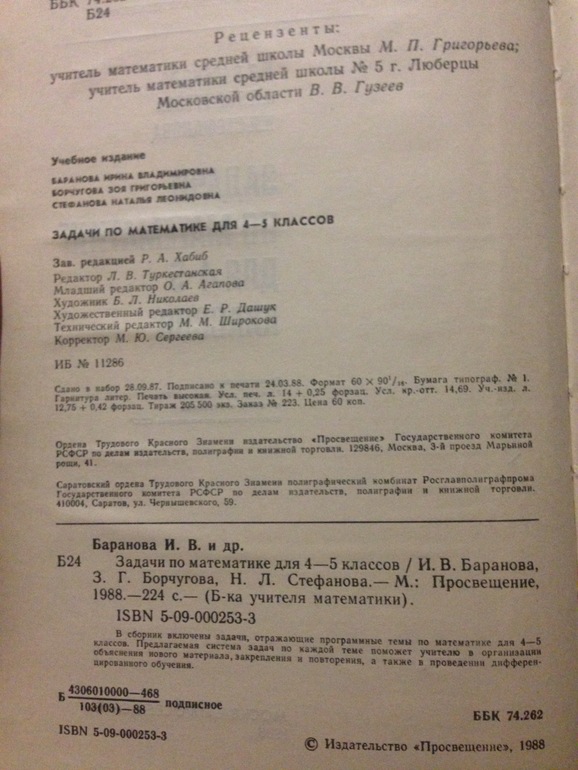 ББК 74.262
Б24
Рецензенты:
учитель математики средней школы Москвы М. П. Григорьева;
учитель математики средней школы № 5 г. Люберцы
Московской области В. В. Гузеев
Учебное издание
БАРАНОВА ИРИНА ВЛАДИМИРОВНА
БОРЧУГОВА ЗОЯ ГРИГОРЬЕВНА
СТЕФАНОВА НАТАЛЬЯ ЛЕОНИДОВНА
ЗАДАЧИ ПО МАТЕМАТИКЕ ДЛЯ 4—5 КЛАССОВ
Зав. редакцией Р. А. Хабиб
Редактор Л. В. Туркестанская
Младший редактор О. А. Агапова
Художник Б. Л. Николаев
Художественный редактор Е. Р. Дашук
Технический редактор М. М. Широкова
Корректор М. Ю. Сергеева
ИБ № 11286
Сдано в набор 28.09.87. Подписано к печати 24.03.88. Формат 60 × 90¹/₁₆. Бумага типограф. № 1.
Гарнитура литер. Печать высокая. Усл. печ. л. 14 + 0,25 форзац. Усл. кр.-отт. 14,69. Уч.-изд. л.
12,75 + 0,42 форзац. Тираж 205 500 экз. Заказ № 223. Цена 60 коп.
Ордена Трудового Красного Знамени издательство «Просвещение» Государственного комитета
РСФСР по делам издательств, полиграфии и книжной торговли. 129846, Москва, 3-й проезд Марьиной
рощи, 41.
Саратовский ордена Трудового Красного Знамени полиграфический комбинат Росглавполиграфпрома
Государственного комитета РСФСР по делам издательств, полиграфии и книжной торговли.
410004, Саратов, ул. Чернышевского, 59.
Баранова И. В. и др.
Б24 Задачи по математике для 4—5 классов / И. В. Баранова,
З. Г. Борчугова, Н. Л. Стефанова.— М.: Просвещение,
1988.—224 с.— (Б-ка учителя математики).
ISBN 5-09-000253-3
В сборник включены задачи, отражающие программные темы по математике для 4—5
классов. Предлагаемая система задач по каждой теме поможет учителю в организации
объяснения нового материала, закрепления и повторения, а также в проведении дифферен-
цированного обучения.
Б 4306010000—468
103(03)—88 подписное
ББК 74.262
ISBN 5-09-000253-3
© Издательство «Просвещение», 1988